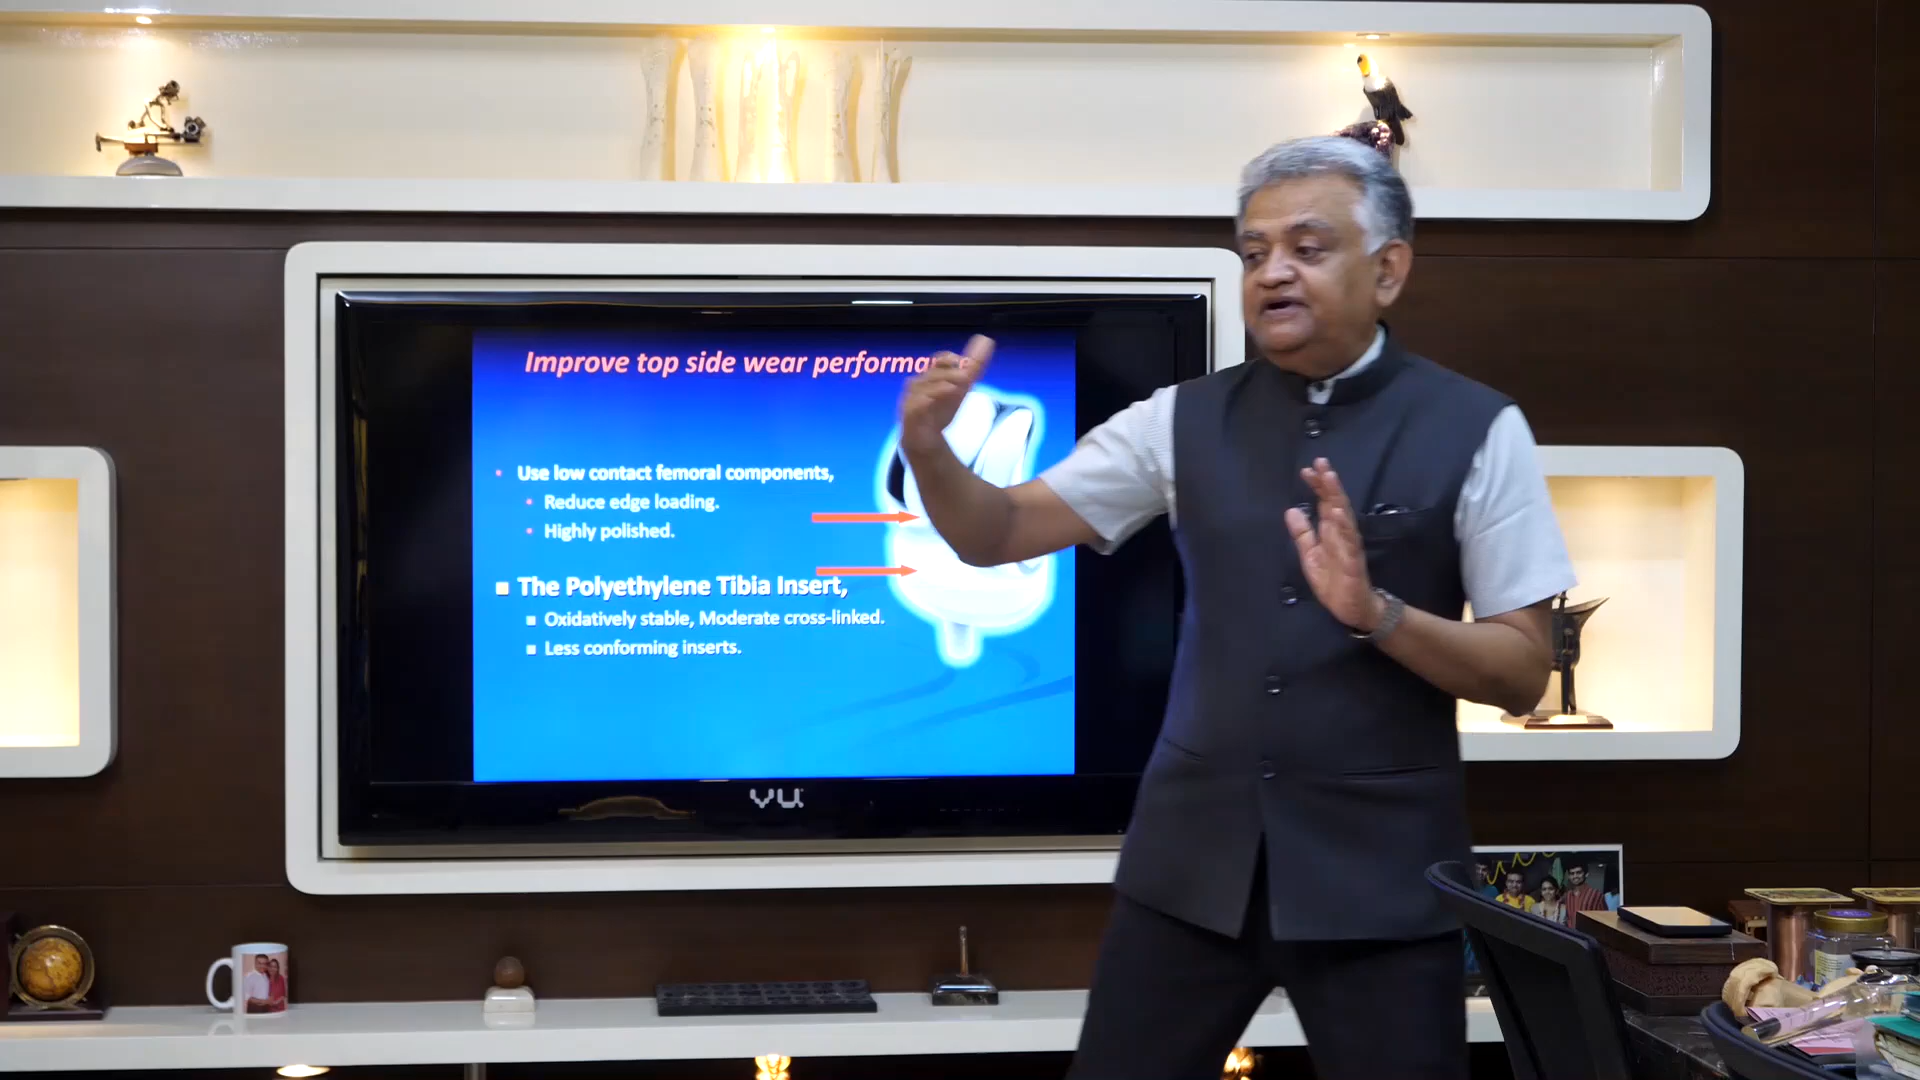 Improve top side wear performance
• Use low contact femoral components,
• Reduce edge loading.
• Highly polished.
■ The Polyethylene Tibia Insert,
■ Oxidatively stable, Moderate cross-linked.
■ Less conforming inserts.
VU